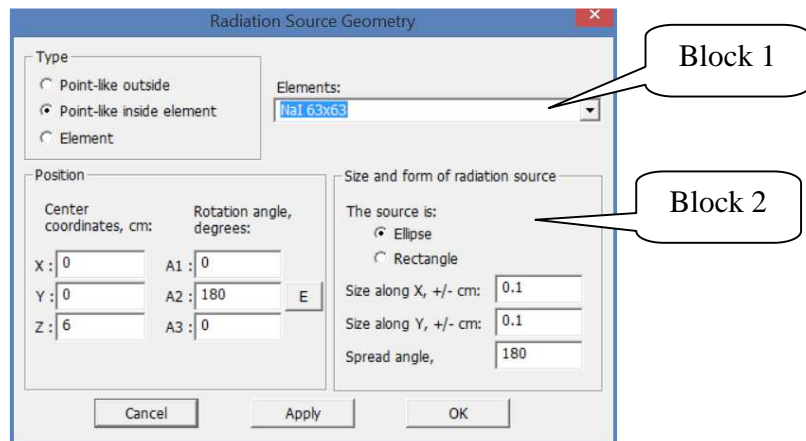 Radiation Source Geometry
Block 1
Type
Point-like outside
Point-like inside element
Element
Elements:
NaI 63x63
Block 2
Position
Center
coordinates, cm:
Rotation angle,
degrees:
X : 0
A1 : 0
Y : 0
A2 : 180
E
Z : 6
A3 : 0
Size and form of radiation source
The source is:
Ellipse
Rectangle
Size along X, +/- cm: 0.1
Size along Y, +/- cm: 0.1
Spread angle, 180
Cancel
Apply
OK